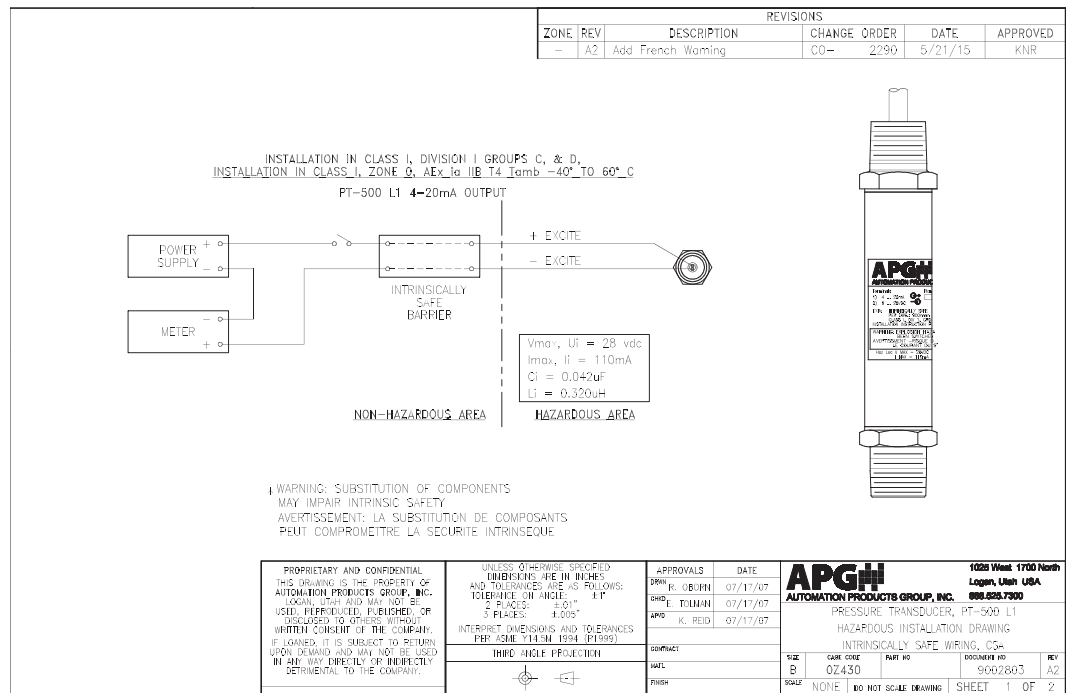 REVISIONS
ZONE REV DESCRIPTION CHANGE ORDER DATE APPROVED
- A2 Add French Warning CO- 2290 5/21/15 KNR
INSTALLATION IN CLASS I, DIVISION I GROUPS C, & D,
INSTALLATION IN CLASS I, ZONE 0, AEx ia IIB T4 Tamb -40° TO 60° C
PT-500 L1 4-20mA OUTPUT
POWER SUPPLY + -
METER - +
INTRINSICALLY
SAFE
BARRIER
+ EXCITE
- EXCITE
Vmax, Ui = 28 vdc
Imax, Ii = 110mA
Ci = 0.042uF
Li = 0.320uH
NON-HAZARDOUS AREA HAZARDOUS AREA
WARNING: SUBSTITUTION OF COMPONENTS
MAY IMPAIR INTRINSIC SAFETY
AVERTISSEMENT: LA SUBSTITUTION DE COMPOSANTS
PEUT COMPROMETTRE LA SECURITE INTRINSEQUE
APG
AUTOMATION PRODUC
PROPRIETARY AND CONFIDENTIAL
THIS DRAWING IS THE PROPERTY OF
AUTOMATION PRODUCTS GROUP, INC.
LOGAN, UTAH AND MAY NOT BE
USED, REPRODUCED, PUBLISHED, OR
DISCLOSED TO OTHERS WITHOUT
WRITTEN CONSENT OF THE COMPANY.
IF LOANED, IT IS SUBJECT TO RETURN
UPON DEMAND AND MAY NOT BE USED
IN ANY WAY DIRECTLY OR INDIRECTLY
DETRIMENTAL TO THE COMPANY.
UNLESS OTHERWISE SPECIFIED
DIMENSIONS ARE IN INCHES
AND TOLERANCES ARE AS FOLLOWS:
TOLERANCE ON ANGLE: ±1°
2 PLACES: ±.01"
3 PLACES: ±.005"
INTERPRET DIMENSIONS AND TOLERANCES
PER ASME Y14.5M 1994 (R1999)
THIRD ANGLE PROJECTION
APPROVALS DATE
DRWN R. OBORN 07/17/07
CHKD E. TOLMAN 07/17/07
APVD K. REID 07/17/07
CONTRACT
MATL
FINISH
APG
AUTOMATION PRODUCTS GROUP, INC.
1025 West 1700 North
Logan, Utah USA
888.525.7300
PRESSURE TRANSDUCER, PT-500 L1
HAZARDOUS INSTALLATION DRAWING
INTRINSICALLY SAFE WIRING, CSA
SIZE B CAGE CODE 0Z430 PART NO DOCUMENT NO 9002803 REV A2
SCALE NONE DO NOT SCALE DRAWING SHEET 1 OF 2